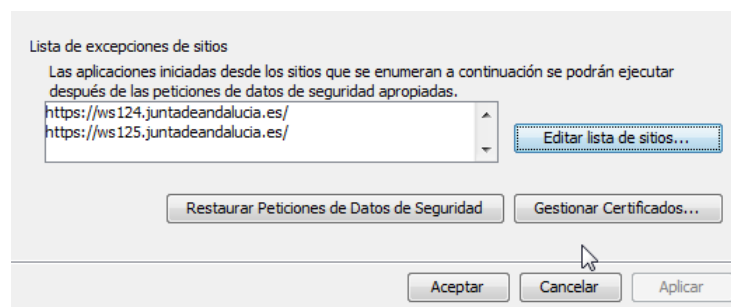 Lista de excepciones de sitios
Las aplicaciones iniciadas desde los sitios que se enumeran a continuación se podrán ejecutar
después de las peticiones de datos de seguridad apropiadas.
https://ws124.juntadeandalucia.es/
https://ws125.juntadeandalucia.es/
Editar lista de sitios...
Restaurar Peticiones de Datos de Seguridad
Gestionar Certificados...
Aceptar
Cancelar
Aplicar